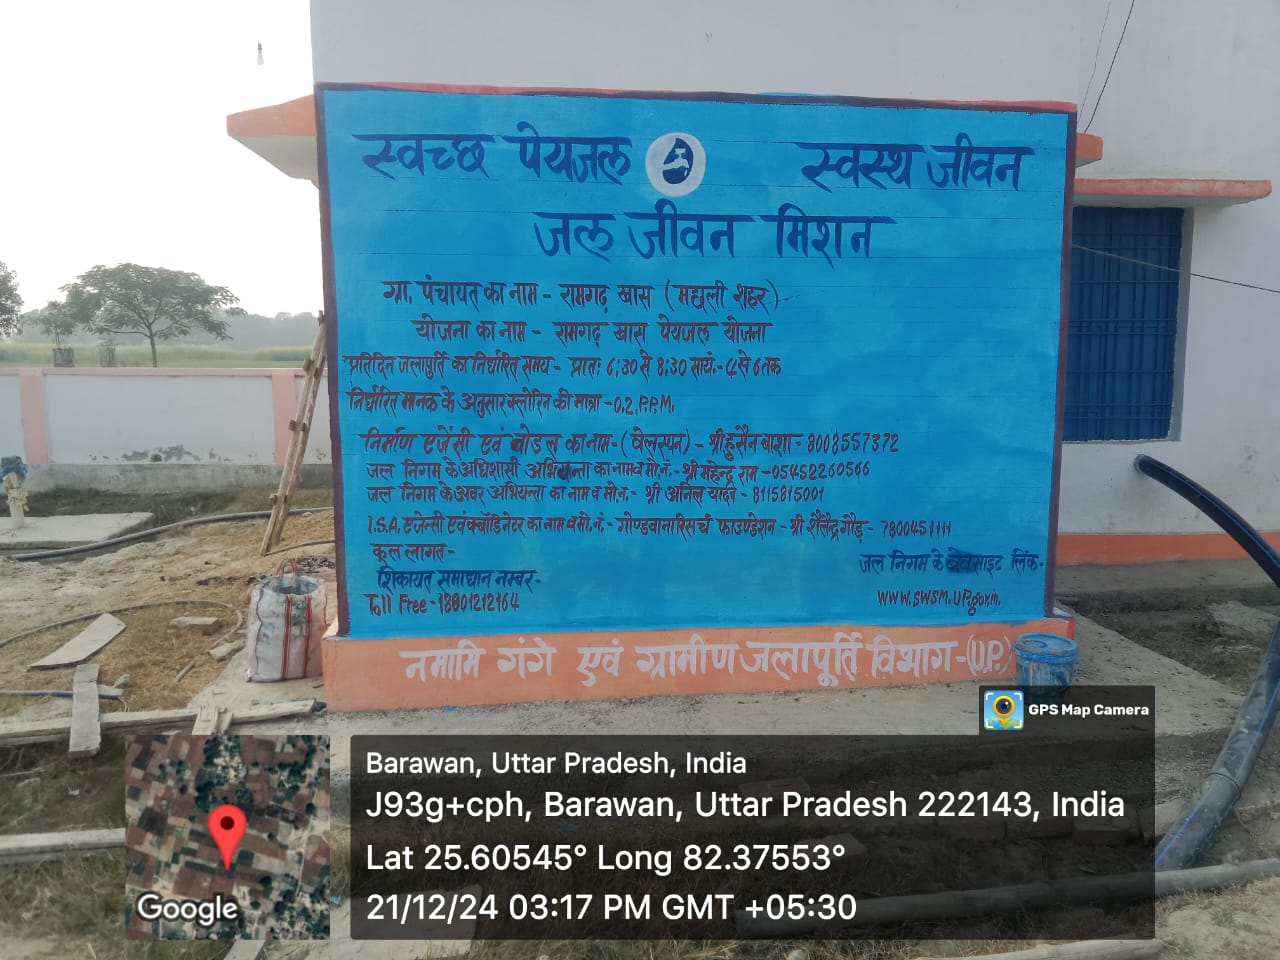 स्वच्छ पेयजल स्वस्थ जीवन
जल जीवन मिशन
ग्रा. पंचायत का नाम - रामगढ़ खास (मछली शहर)
योजना का नाम - रामगढ़ खास पेयजल योजना
प्रतिदिन जलापूर्ति का निर्धारित समय - प्रातः 6:30 से 8:30 सायं:- 4 से 6 तक
निर्धारित मानक के अनुसार क्लोरिन की मात्रा - 0.2.P.P.M.
निर्माण एजेंसी एवं का नाम - (वेलस्पन) - श्री हुसैन बाशा - 8008557372
जल निगम के अधिशासी अभियन्ता का नाम व मो.नं. - श्री महेन्द्र राम - 05452260566
जल निगम के अवर अभियन्ता का नाम व मो.नं. - श्री अनिल यादव - 8115815001
I.S.A. एजेन्सी एवं क्वॉर्डिनेटर का नाम व मो. नं. - गोण्डवाना रिसर्च फाउण्डेशन - श्री शैलेंद्र गौड़ - 7800451111
कुल लागत -
शिकायत समाधान नम्बर -
Toll Free - 18001212164
जल निगम के वेबसाइट लिंक -
www.swsm.up.gov.in.
नमामि गंगे एवं ग्रामीण जलापूर्ति विभाग - (U.P.)
GPS Map Camera
Barawan, Uttar Pradesh, India
J93g+cph, Barawan, Uttar Pradesh 222143, India
Lat 25.60545° Long 82.37553°
21/12/24 03:17 PM GMT +05:30
Google